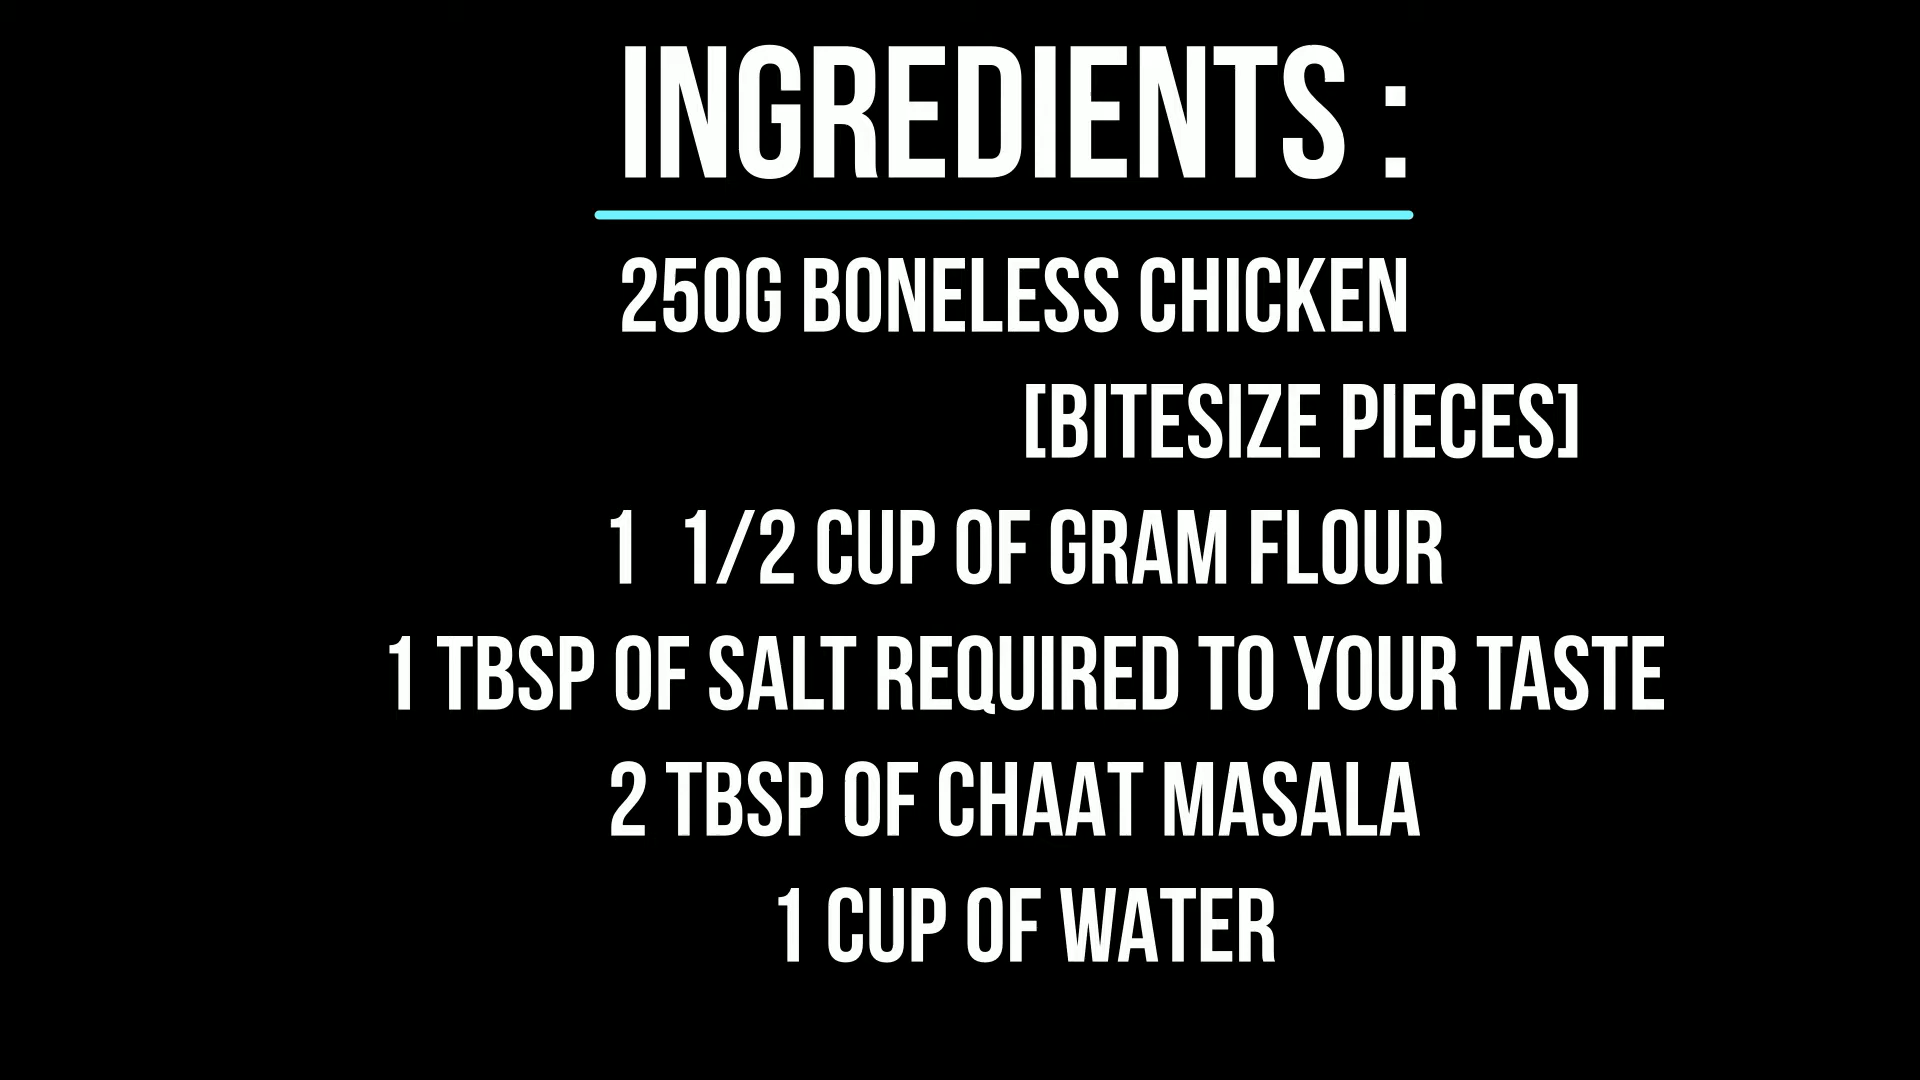 INGREDIENTS :
250G BONELESS CHICKEN
[BITESIZE PIECES]
1 1/2 CUP OF GRAM FLOUR
1 TBSP OF SALT REQUIRED TO YOUR TASTE
2 TBSP OF CHAAT MASALA
1 CUP OF WATER